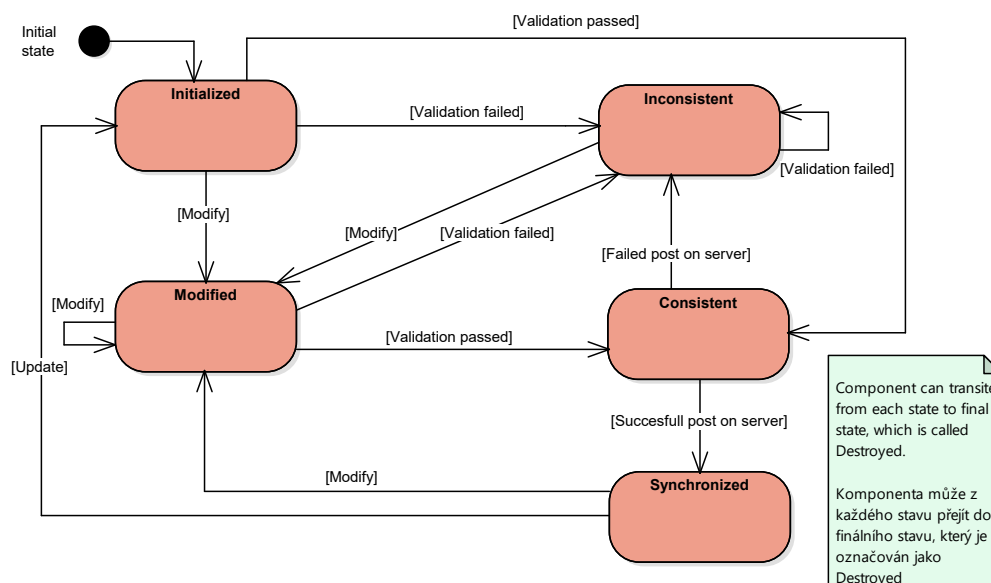 Initial
state
[Validation passed]
Initialized
Inconsistent
[Validation failed]
[Validation failed]
[Modify]
[Modify]
[Validation failed]
[Failed post on server]
Modified
Consistent
[Modify]
[Validation passed]
[Update]
[Succesfull post on server]
[Modify]
Synchronized
Component can transite
from each state to final
state, which is called
Destroyed.
Komponenta může z
každého stavu přejít do
finálního stavu, který je
označován jako
Destroyed